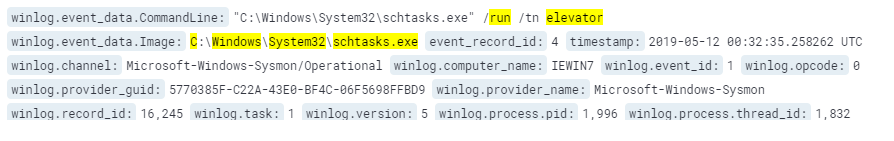 winlog.event_data.CommandLine: "C:\Windows\System32\schtasks.exe" /run /tn elevator
winlog.event_data.Image: C:\Windows\System32\schtasks.exe event_record_id: 4 timestamp: 2019-05-12 00:32:35.258262 UTC
winlog.channel: Microsoft-Windows-Sysmon/Operational winlog.computer_name: IEWIN7 winlog.event_id: 1 winlog.opcode: 0
winlog.provider_guid: 5770385F-C22A-43E0-BF4C-06F5698FFBD9 winlog.provider_name: Microsoft-Windows-Sysmon
winlog.record_id: 16,245 winlog.task: 1 winlog.version: 5 winlog.process.pid: 1,996 winlog.process.thread_id: 1,832